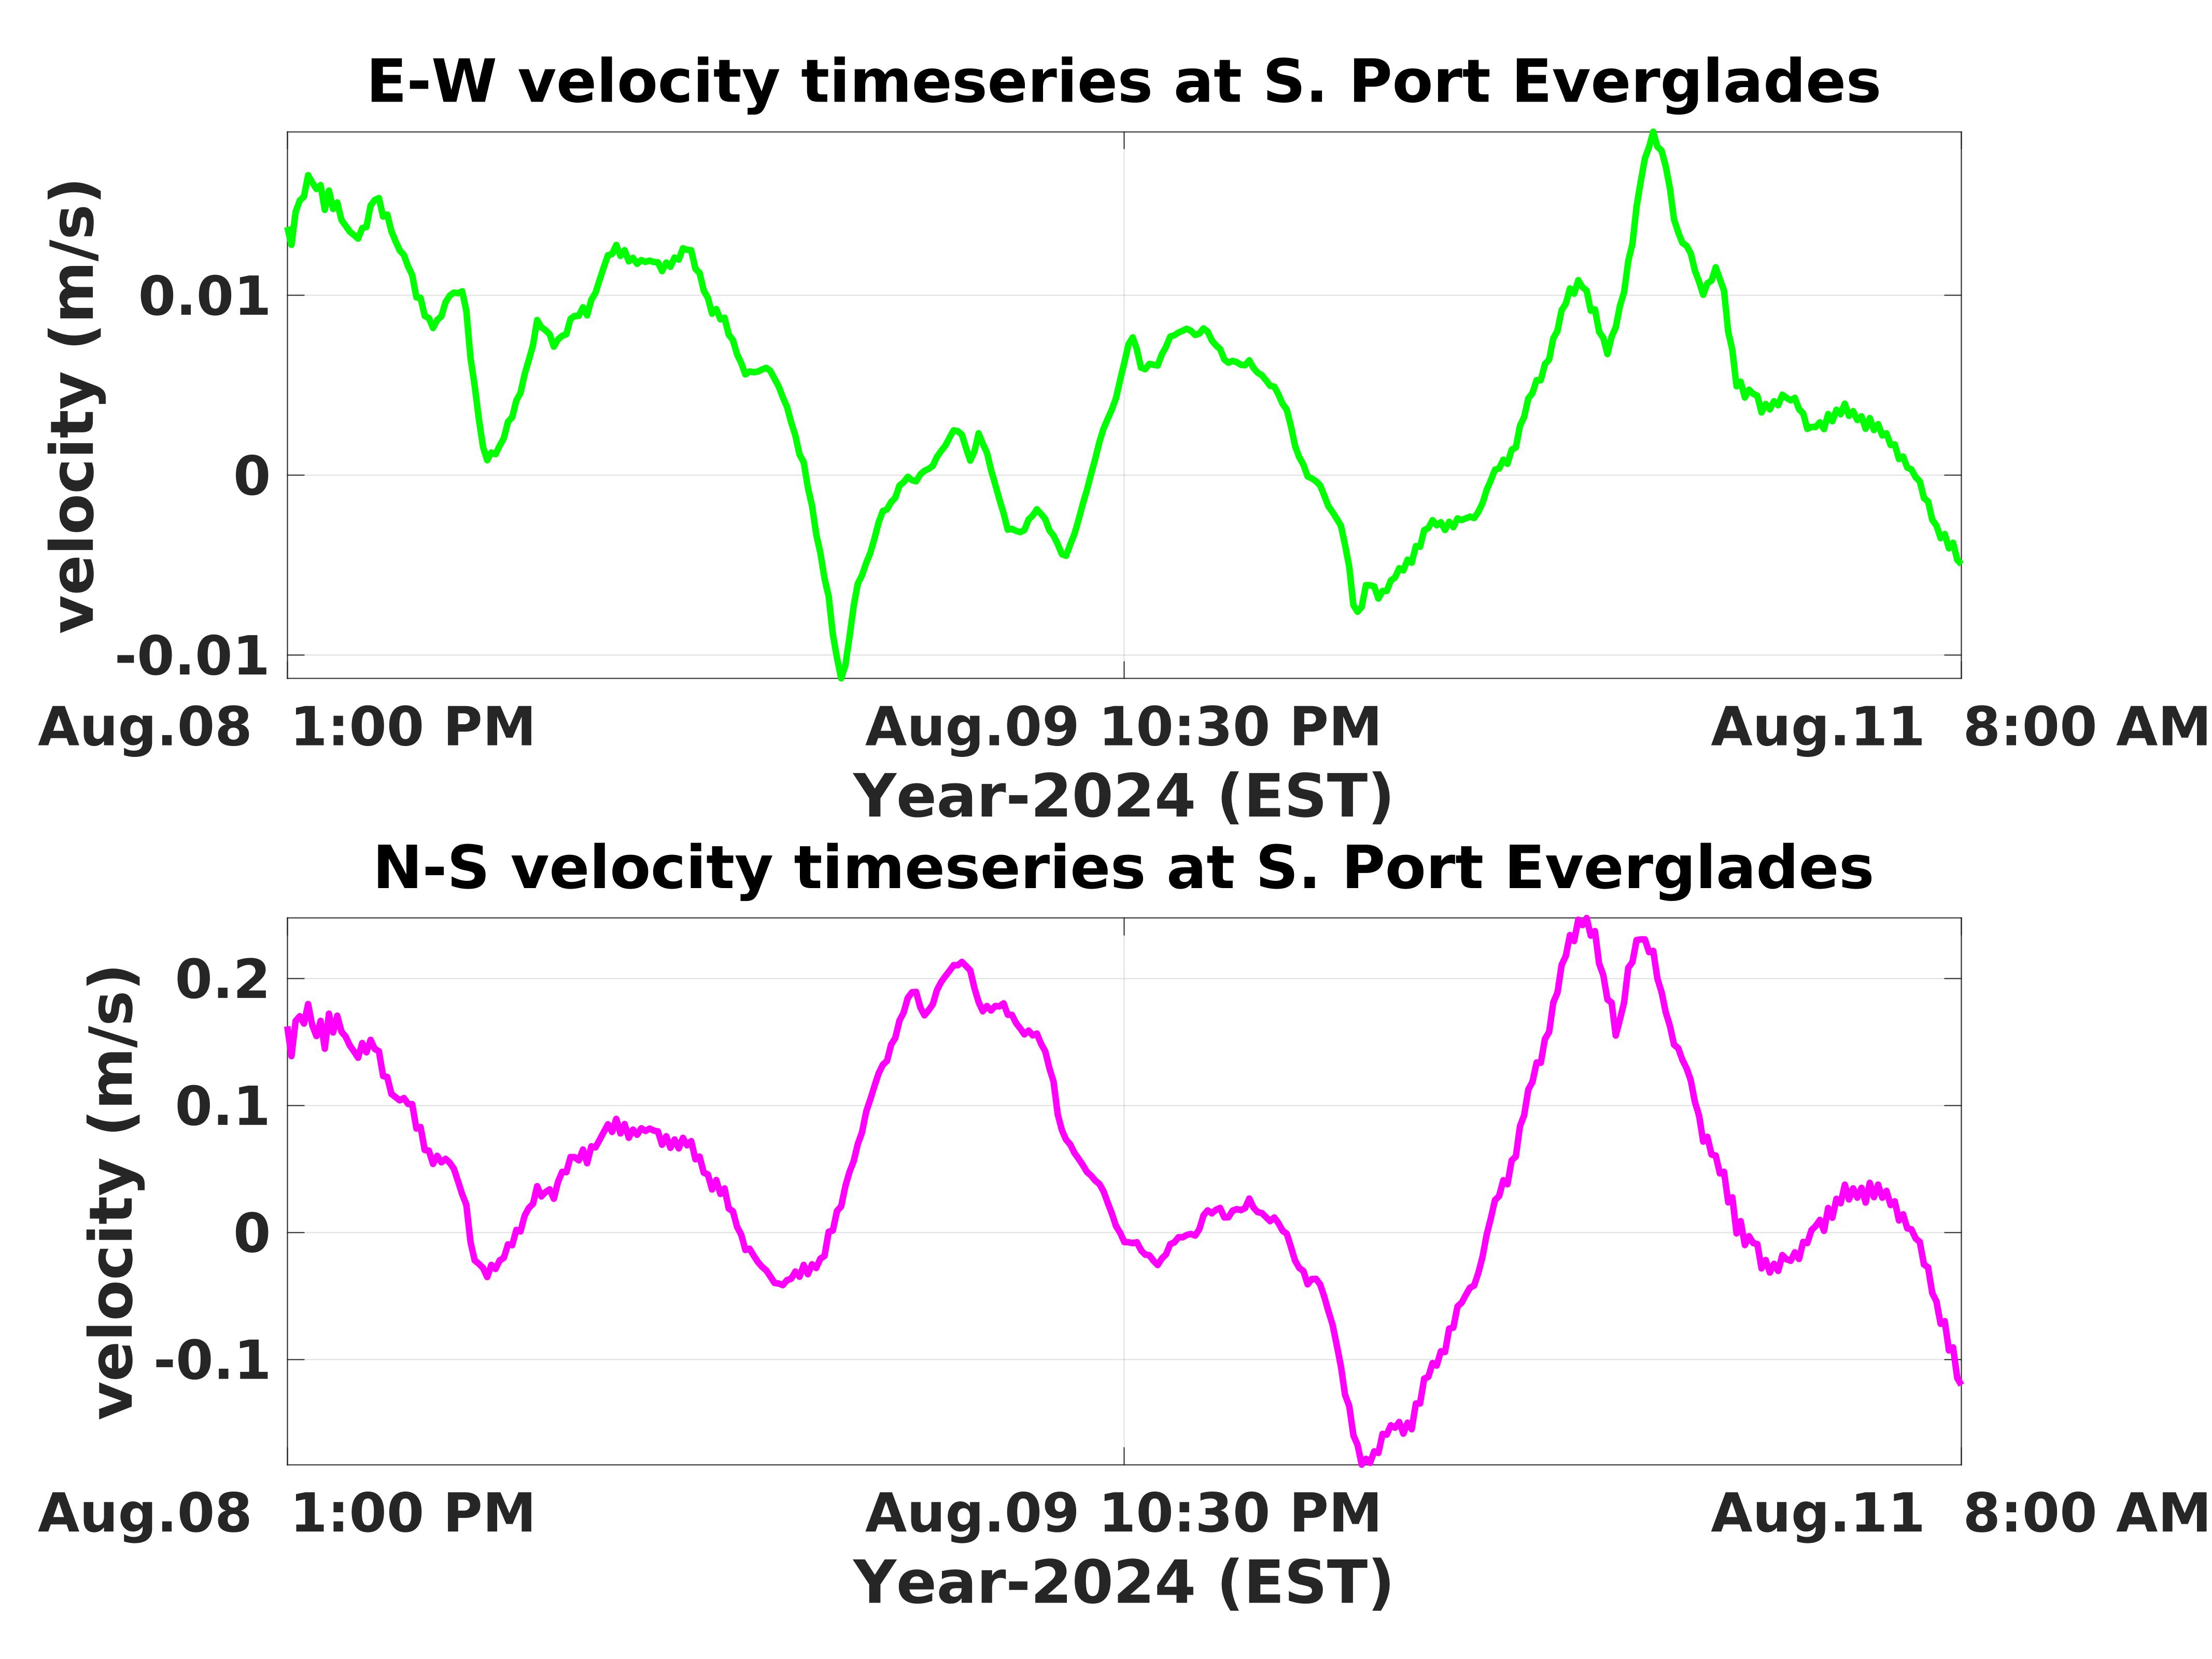 E-W velocity timeseries at S. Port Everglades
velocity (m/s)
0.01
0
-0.01
Aug.08  1:00 PM Aug.09 10:30 PM Aug.11  8:00 AM
Year-2024 (EST)
N-S velocity timeseries at S. Port Everglades
velocity (m/s)
0.2
0.1
0
-0.1
Aug.08  1:00 PM Aug.09 10:30 PM Aug.11  8:00 AM
Year-2024 (EST)